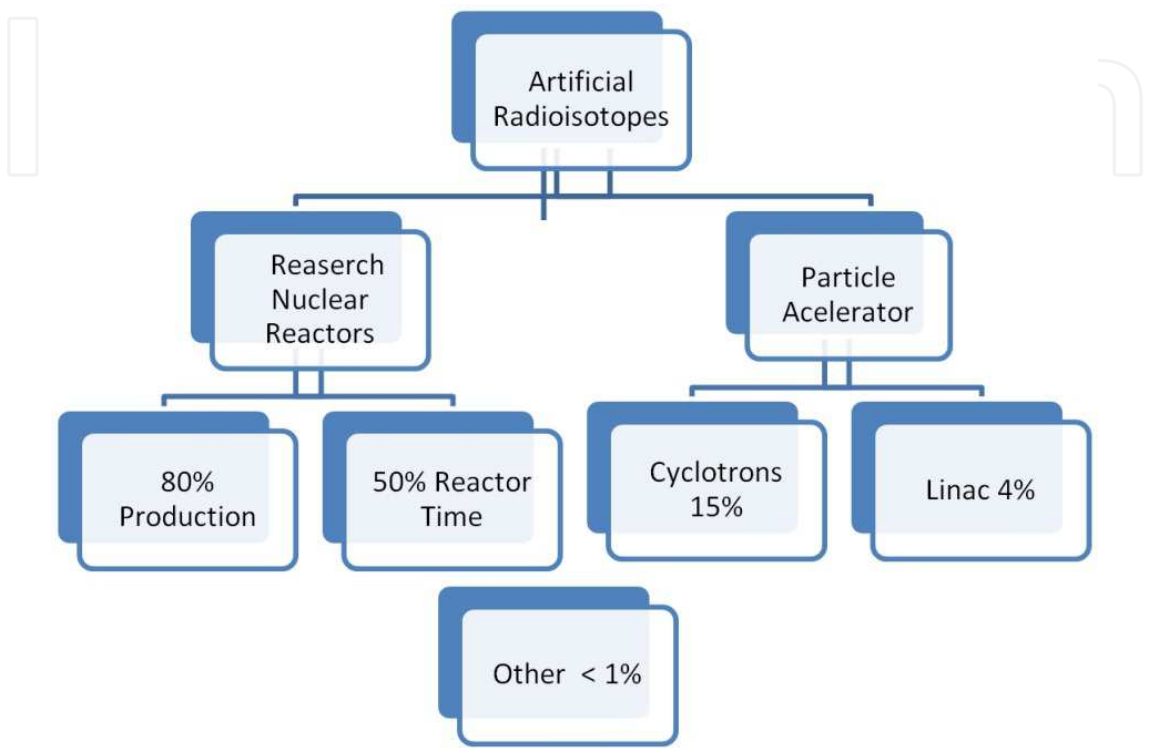 Artificial
Radioisotopes
Reaserch
Nuclear
Reactors
Particle
Acelerator
80%
Production
50% Reactor
Time
Cyclotrons
15%
Linac 4%
Other < 1%